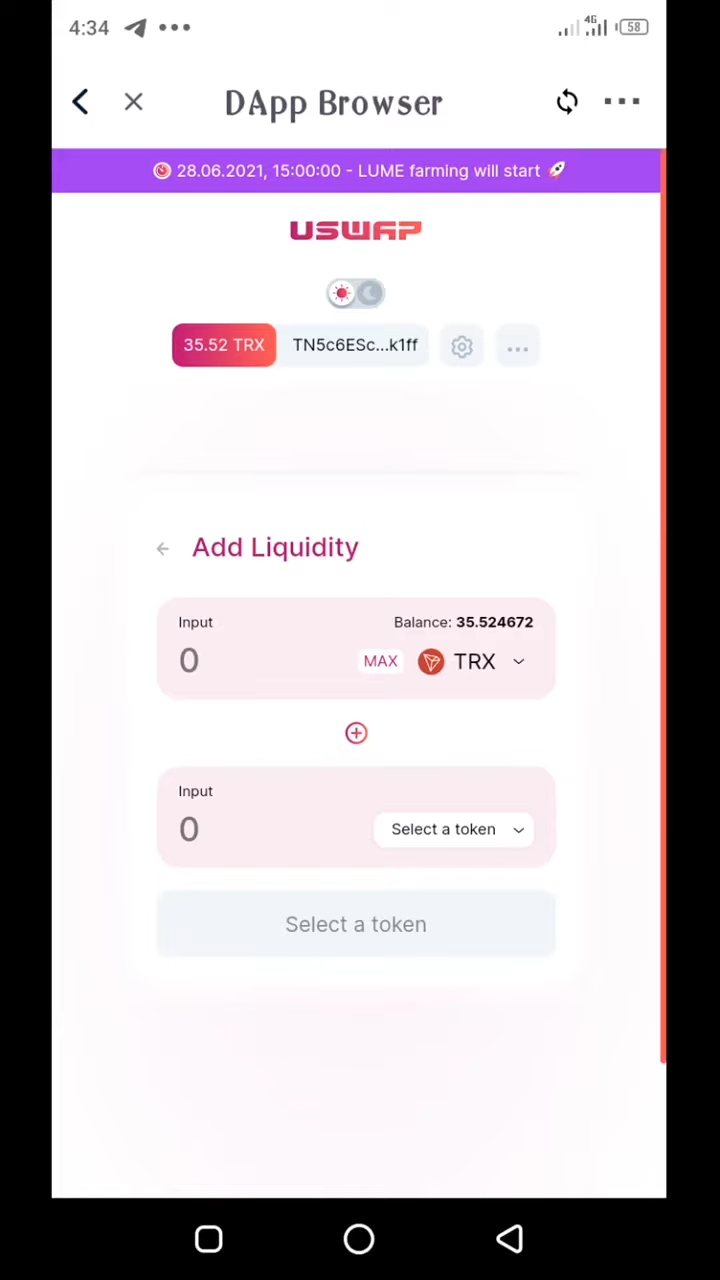 4:34
4G
58
DApp Browser
28.06.2021, 15:00:00 - LUME farming will start
USWAP
35.52 TRX
TN5c6ESc...k1ff
Add Liquidity
Input
Balance: 35.524672
0
MAX
TRX
Input
0
Select a token
Select a token